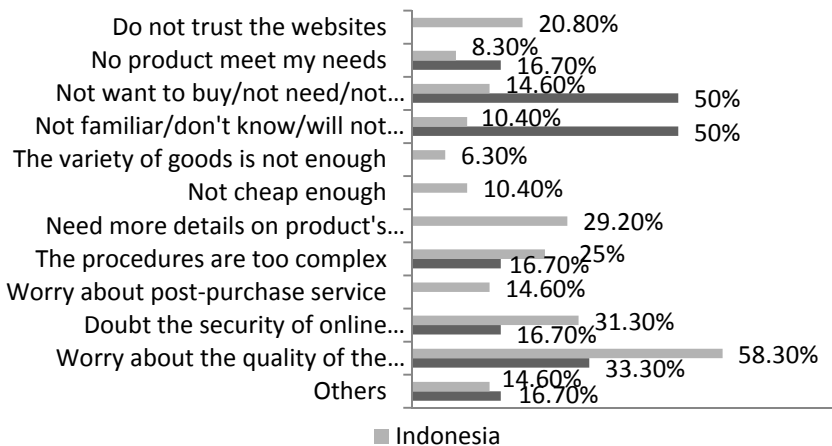 Do not trust the websites 20.80%
No product meet my needs 8.30% 16.70%
Not want to buy/not need/not... 14.60% 50%
Not familiar/don't know/will not... 10.40% 50%
The variety of goods is not enough 6.30%
Not cheap enough 10.40%
Need more details on product's... 29.20%
The procedures are too complex 25% 16.70%
Worry about post-purchase service 14.60%
Doubt the security of online... 31.30% 16.70%
Worry about the quality of the... 58.30% 33.30%
Others 14.60% 16.70%
Indonesia